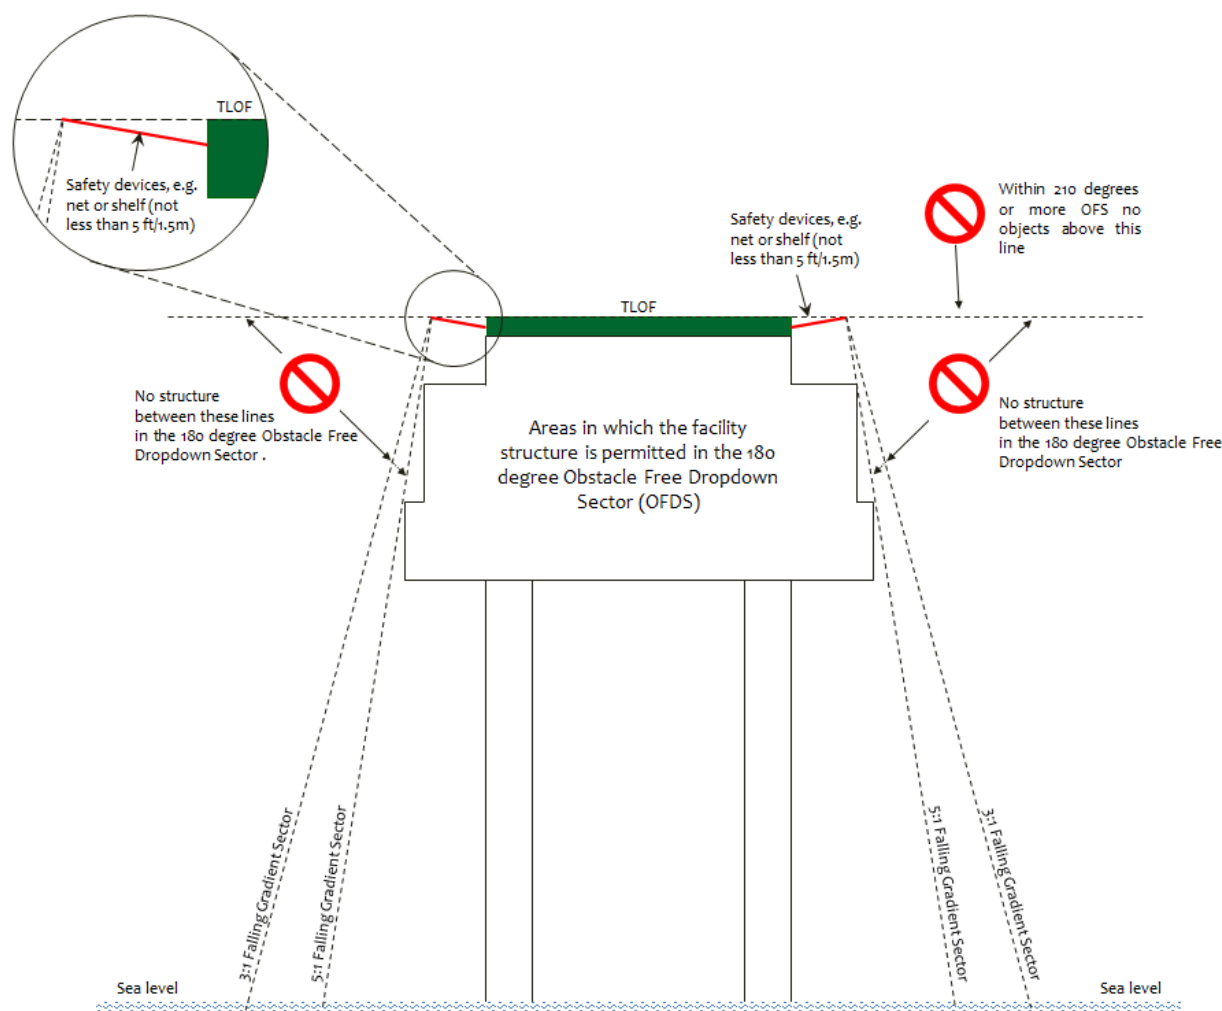 TLOF
Safety devices, e.g.
net or shelf (not
less than 5 ft/1.5m)
Within 210 degrees
or more OFS no
objects above this
line
Safety devices, e.g.
net or shelf (not
less than 5 ft/1.5m)
TLOF
No structure
between these lines
in the 180 degree Obstacle Free
Dropdown Sector .
Areas in which the facility
structure is permitted in the 180
degree Obstacle Free Dropdown
Sector (OFDS)
No structure
between these lines
in the 180 degree Obstacle Free
Dropdown Sector
3:1 Falling Gradient Sector
5:1 Falling Gradient Sector
5:1 Falling Gradient Sector
3:1 Falling Gradient Sector
Sea level
Sea level